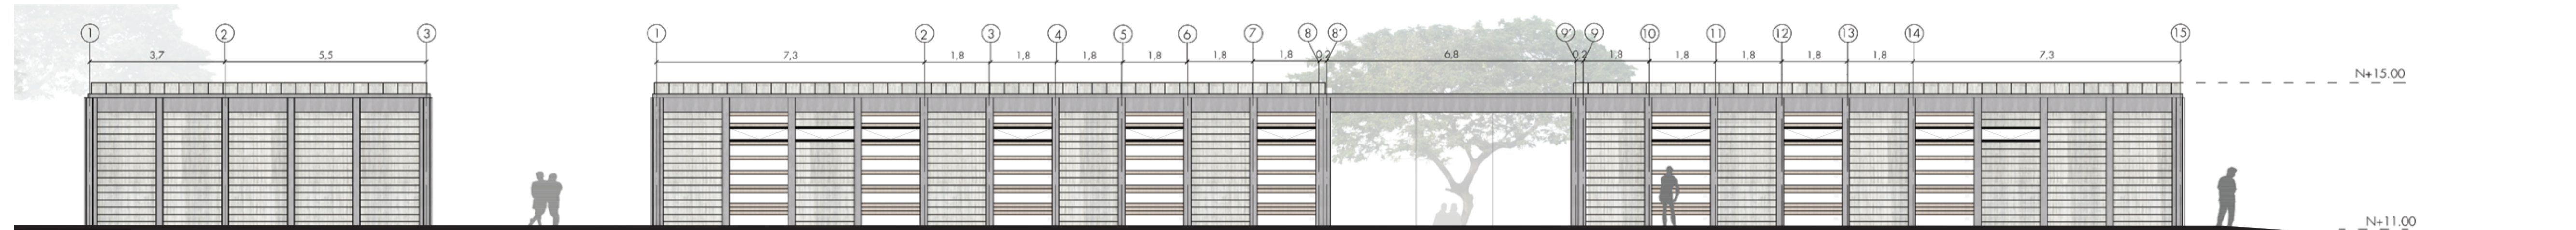 1 2 3 1 2 3 4 5 6 7 8 8' 9' 9 10 11 12 13 14 15
3,7 5,5 7,3 1,8 1,8 1,8 1,8 1,8 1,8 0,2 6,8 0,2 1,8 1,8 1,8 1,8 1,8 7,3
N+15.00
N+11.00